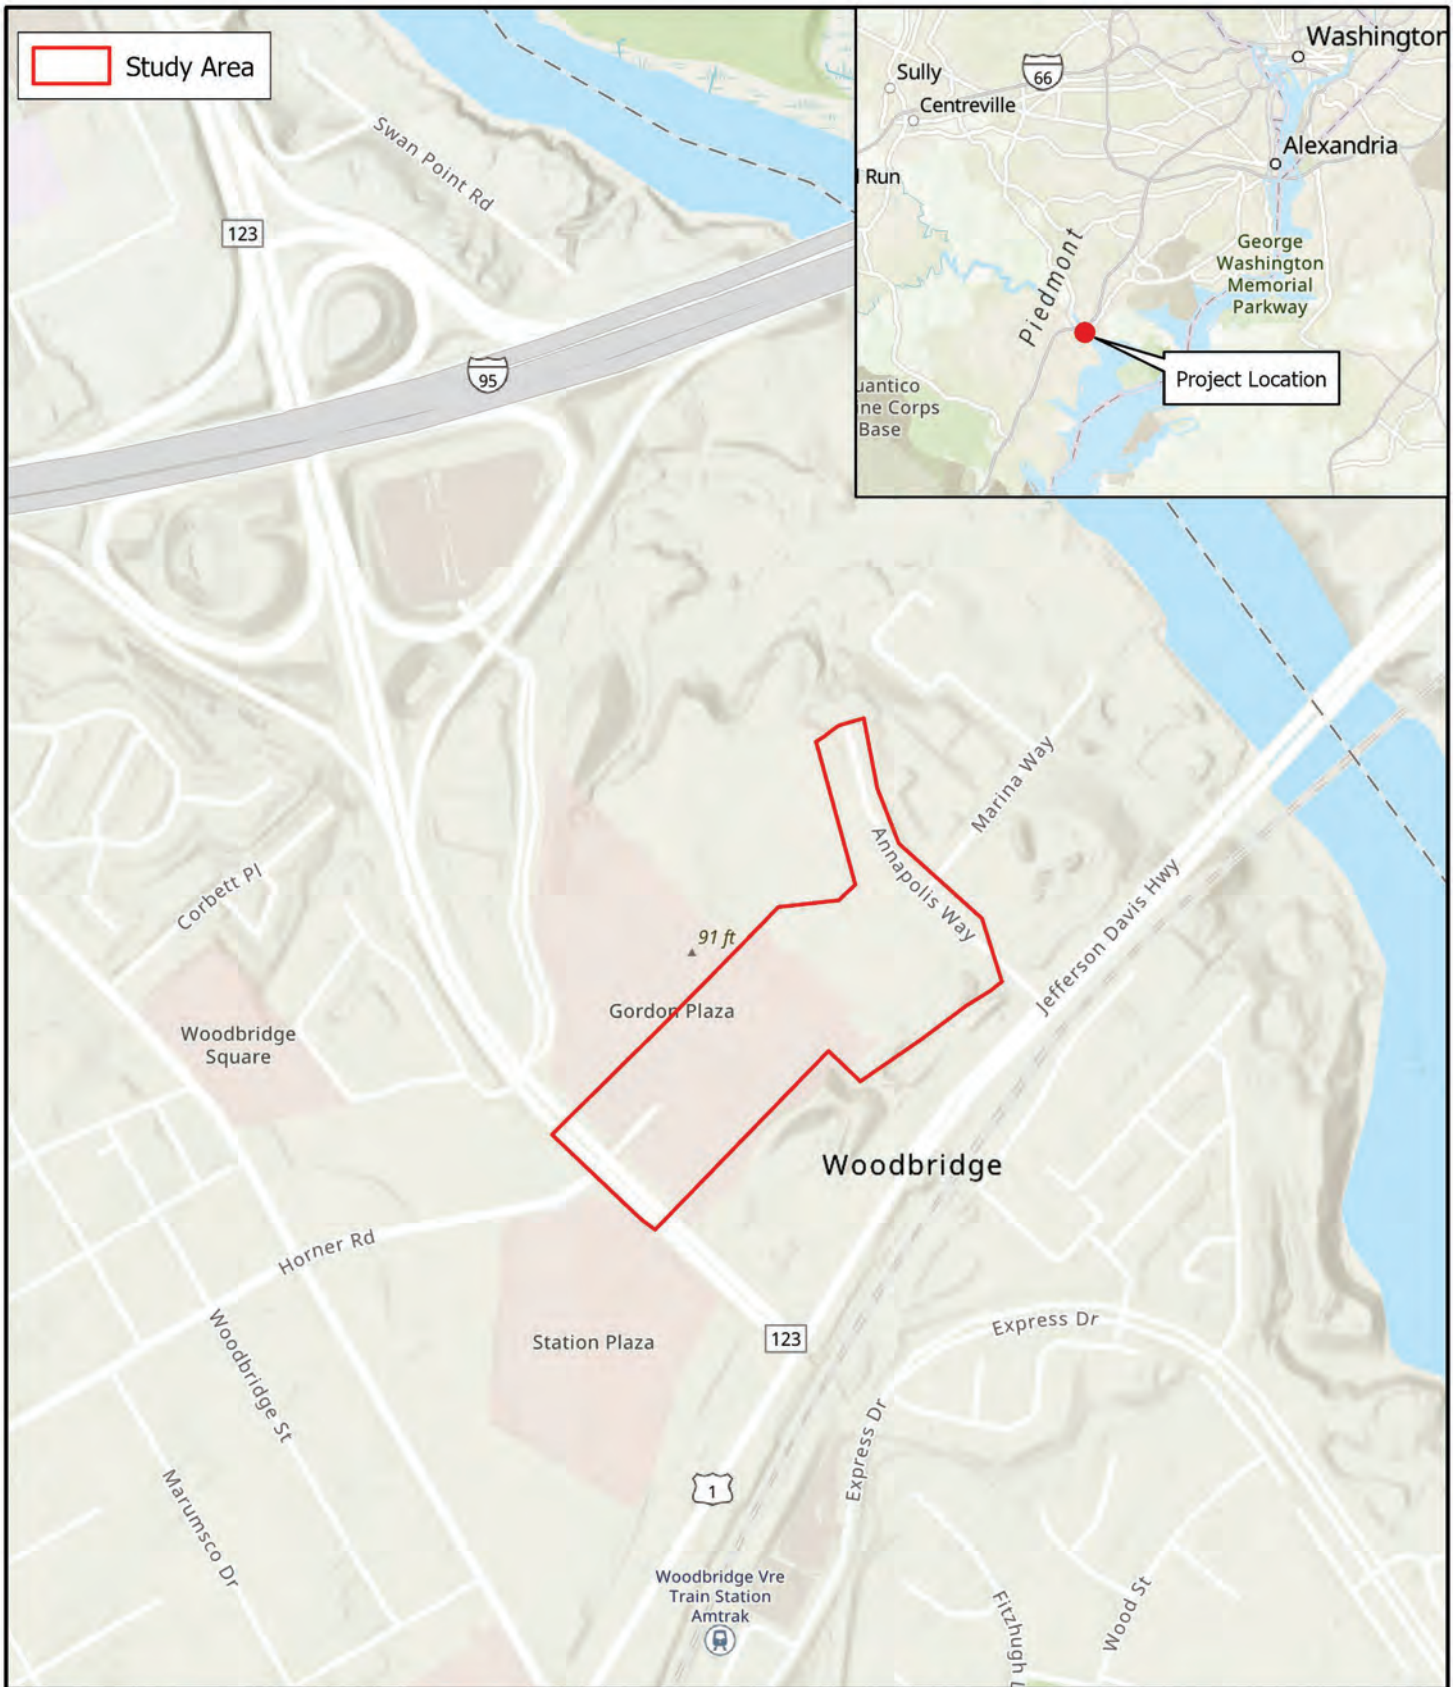 Study Area
Washington
Sully
66
Centreville
Alexandria
Run
George
Washington
Memorial
Parkway
Piedmont
Project Location
uantico
ine Corps
Base
Swan Point Rd
123
95
Marina Way
Annapolis Way
Corbett Pl
Jefferson Davis Hwy
91 ft
Gordon Plaza
Woodbridge
Square
Woodbridge
Horner Rd
Station Plaza
123
Express Dr
Woodbridge St
Express Dr
1
Marumsco Dr
Woodbridge Vre
Train Station
Amtrak
Fitzhugh L
Wood St